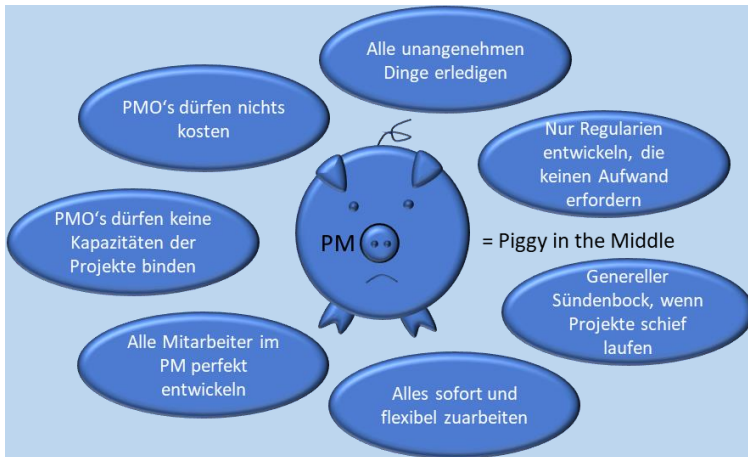 Alle unangenehmen
Dinge erledigen
PMO‘s dürfen nichts
kosten
Nur Regularien
entwickeln, die
keinen Aufwand
erfordern
PMO‘s dürfen keine
Kapazitäten der
Projekte binden
PM
= Piggy in the Middle
Genereller
Sündenbock, wenn
Projekte schief
laufen
Alle Mitarbeiter im
PM perfekt
entwickeln
Alles sofort und
flexibel zuarbeiten